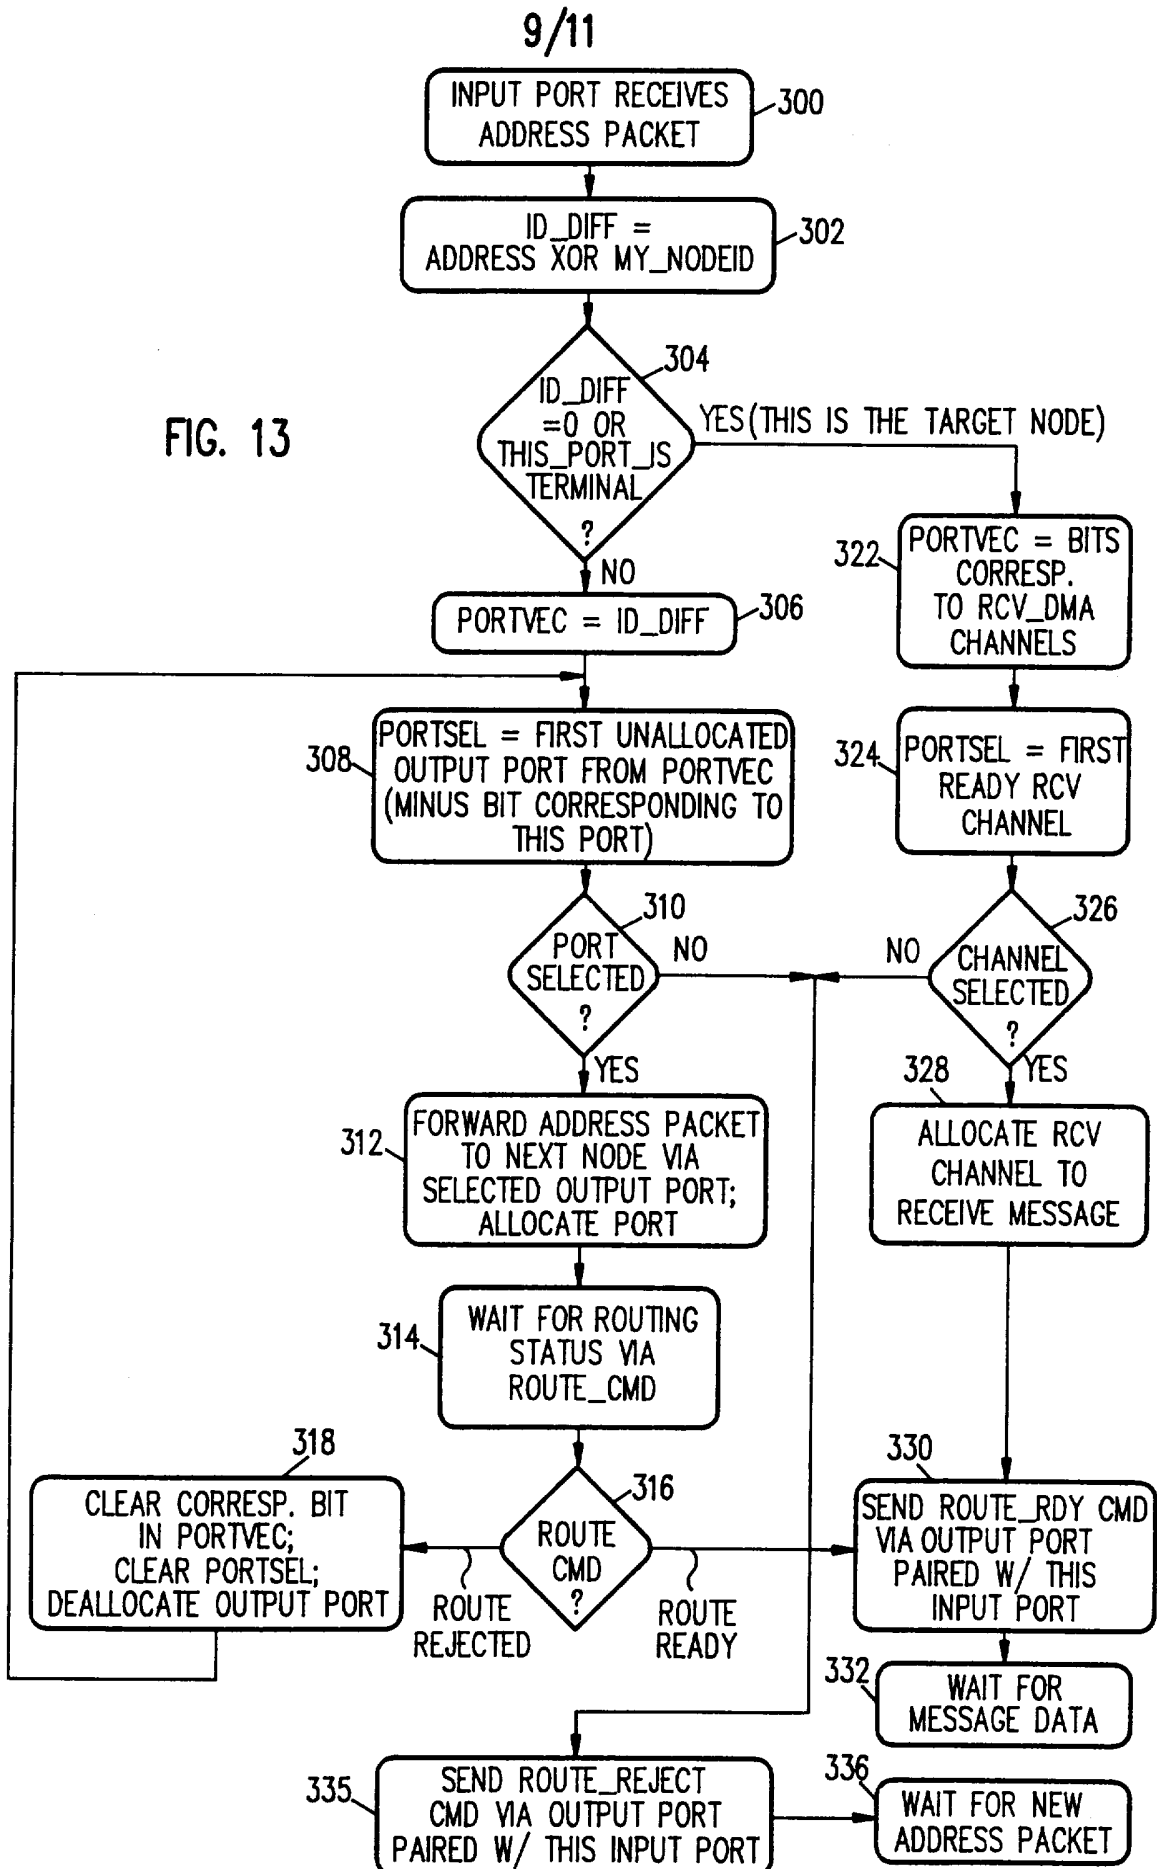 9/11
INPUT PORT RECEIVES
ADDRESS PACKET
300
ID_DIFF =
ADDRESS XOR MY_NODEID
302
FIG. 13
304
ID_DIFF
=0 OR
THIS_PORT_IS
TERMINAL
?
YES (THIS IS THE TARGET NODE)
NO
PORTVEC = ID_DIFF
306
322
PORTVEC = BITS
CORRESP.
TO RCV_DMA
CHANNELS
308
PORTSEL = FIRST UNALLOCATED
OUTPUT PORT FROM PORTVEC
(MINUS BIT CORRESPONDING TO
THIS PORT)
324
PORTSEL = FIRST
READY RCV
CHANNEL
310
PORT
SELECTED
?
NO
YES
326
NO
CHANNEL
SELECTED
?
YES
312
FORWARD ADDRESS PACKET
TO NEXT NODE VIA
SELECTED OUTPUT PORT;
ALLOCATE PORT
328
ALLOCATE RCV
CHANNEL TO
RECEIVE MESSAGE
314
WAIT FOR ROUTING
STATUS VIA
ROUTE_CMD
318
CLEAR CORRESP. BIT
IN PORTVEC;
CLEAR PORTSEL;
DEALLOCATE OUTPUT PORT
316
ROUTE
CMD
?
ROUTE
REJECTED
ROUTE
READY
330
SEND ROUTE_RDY CMD
VIA OUTPUT PORT
PAIRED W/ THIS
INPUT PORT
332
WAIT FOR
MESSAGE DATA
335
SEND ROUTE_REJECT
CMD VIA OUTPUT PORT
PAIRED W/ THIS INPUT PORT
336
WAIT FOR NEW
ADDRESS PACKET